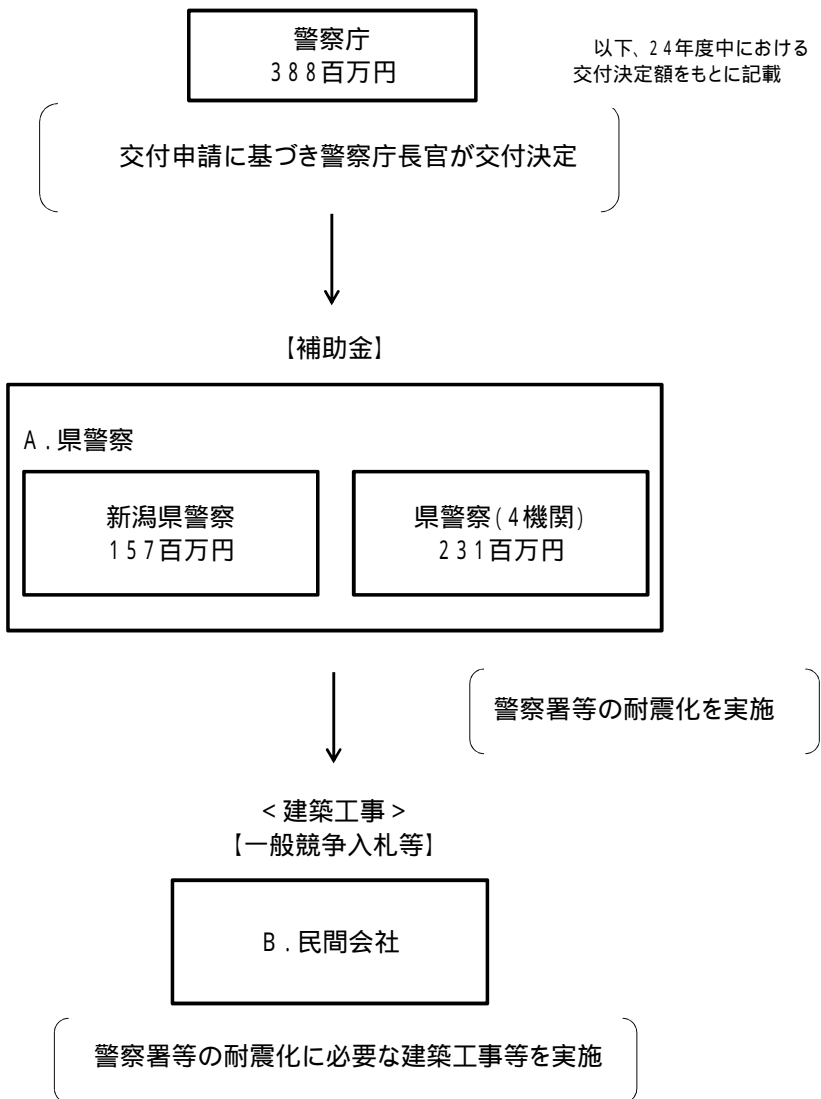 警察庁
388百万円
以下、24年度中における
交付決定額をもとに記載
交付申請に基づき警察庁長官が交付決定
【補助金】
A.県警察
新潟県警察
157百万円
県警察(4機関)
231百万円
警察署等の耐震化を実施
<建築工事>
【一般競争入札等】
B.民間会社
警察署等の耐震化に必要な建築工事等を実施